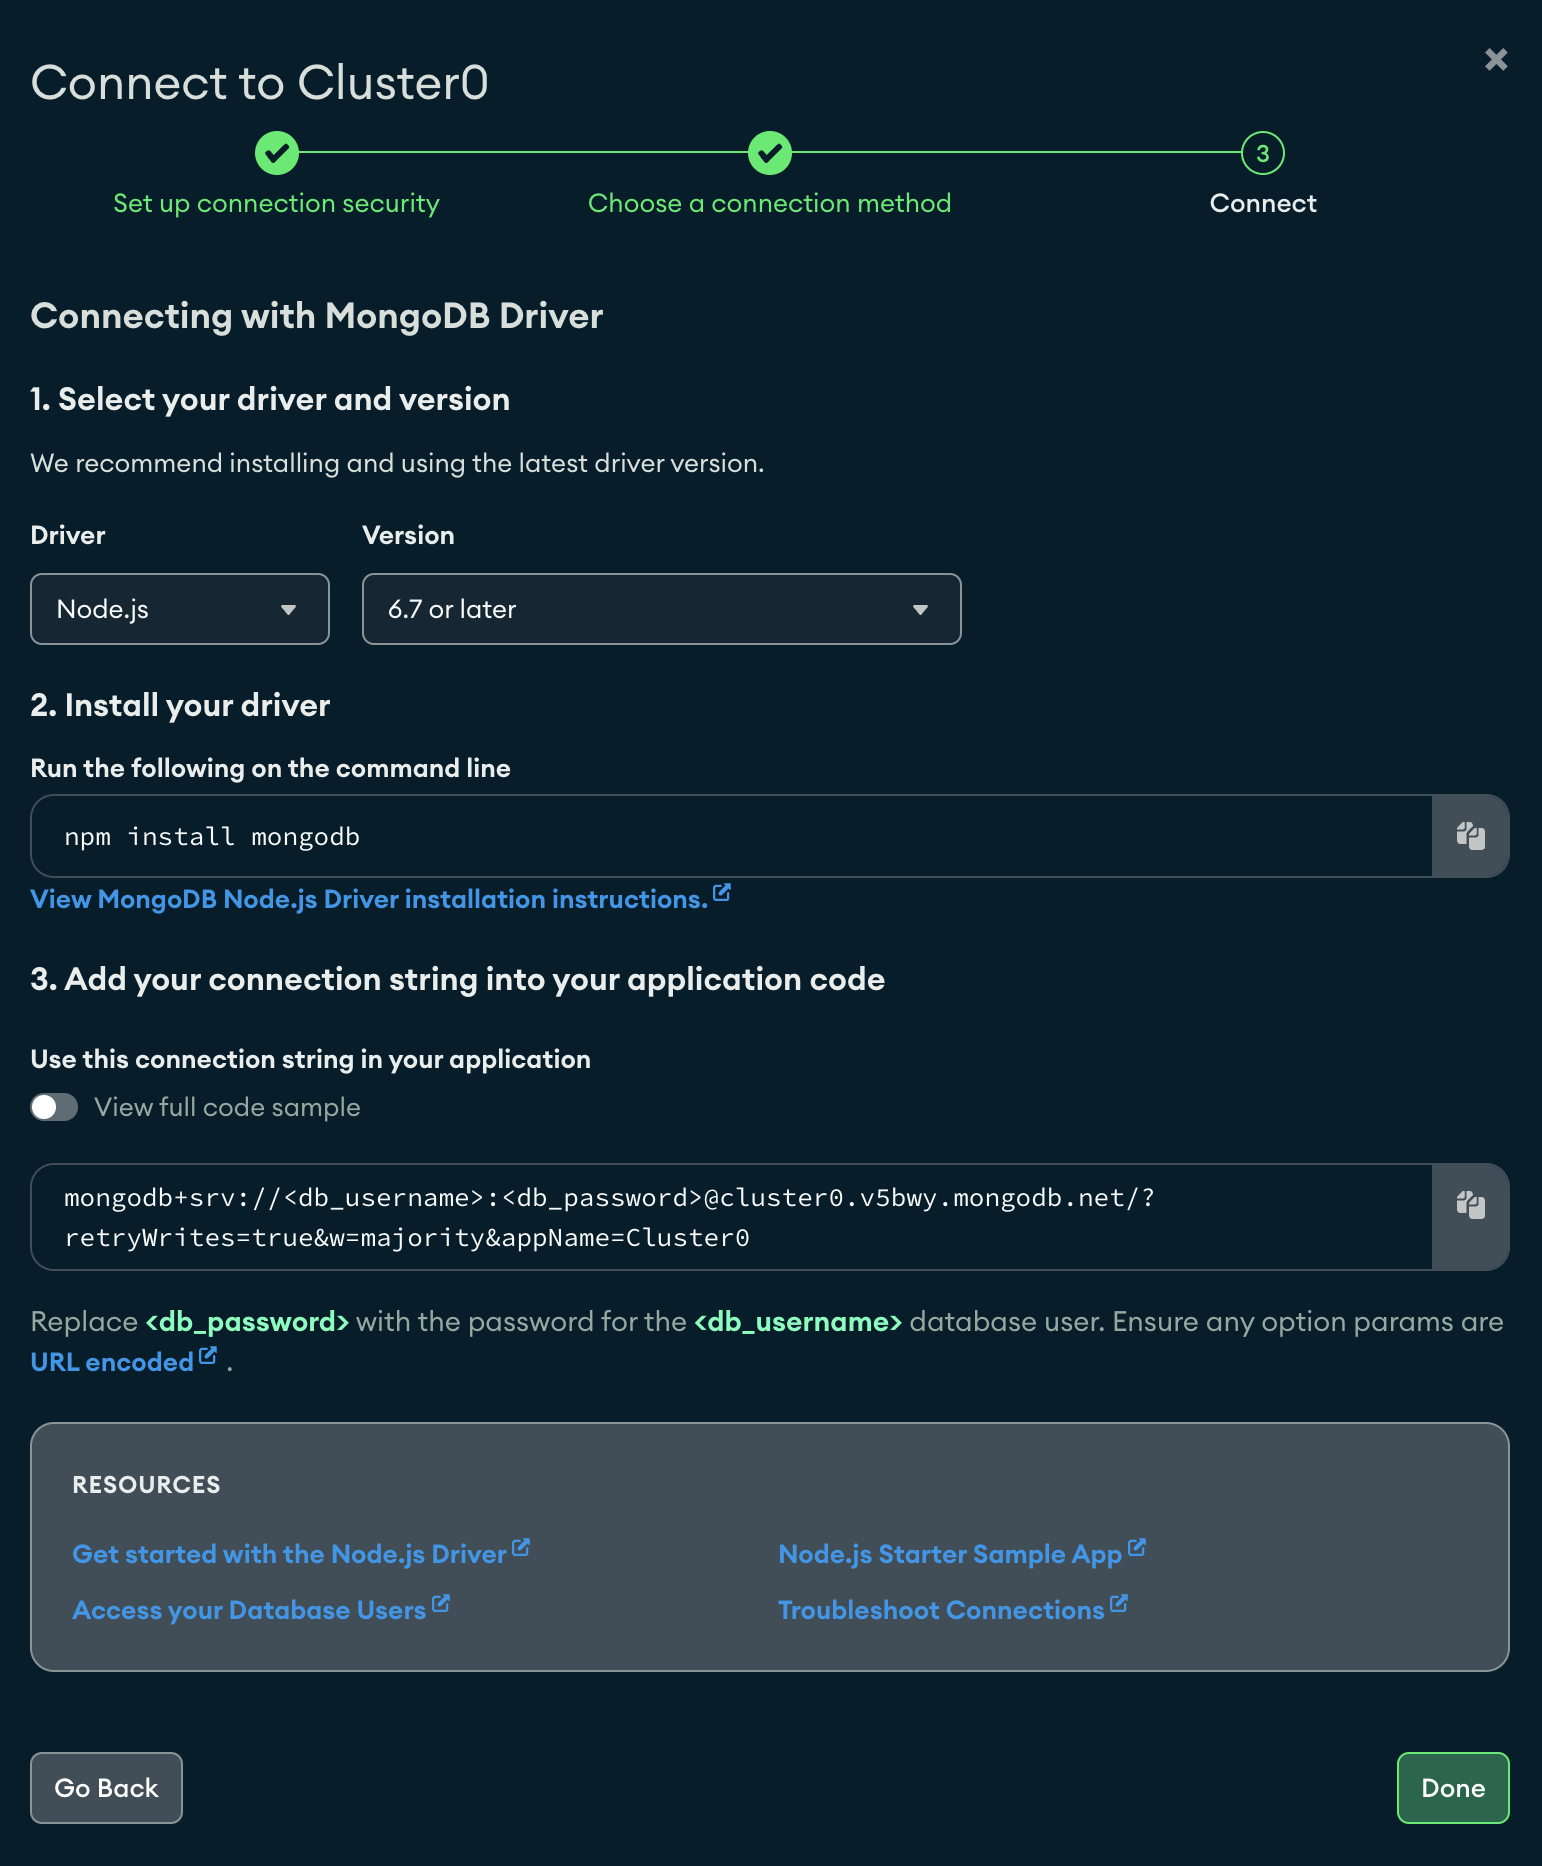 Connect to Cluster0
3
Set up connection security
Choose a connection method
Connect
Connecting with MongoDB Driver
1. Select your driver and version
We recommend installing and using the latest driver version.
Driver
Version
Node.js
6.7 or later
2. Install your driver
Run the following on the command line
npm install mongodb
View MongoDB Node.js Driver installation instructions.
3. Add your connection string into your application code
Use this connection string in your application
View full code sample
mongodb+srv://<db_username>:<db_password>@cluster0.v5bwy.mongodb.net/?
retryWrites=true&w=majority&appName=Cluster0
Replace <db_password> with the password for the <db_username> database user. Ensure any option params are
URL encoded .
RESOURCES
Get started with the Node.js Driver
Node.js Starter Sample App
Access your Database Users
Troubleshoot Connections
Go Back
Done